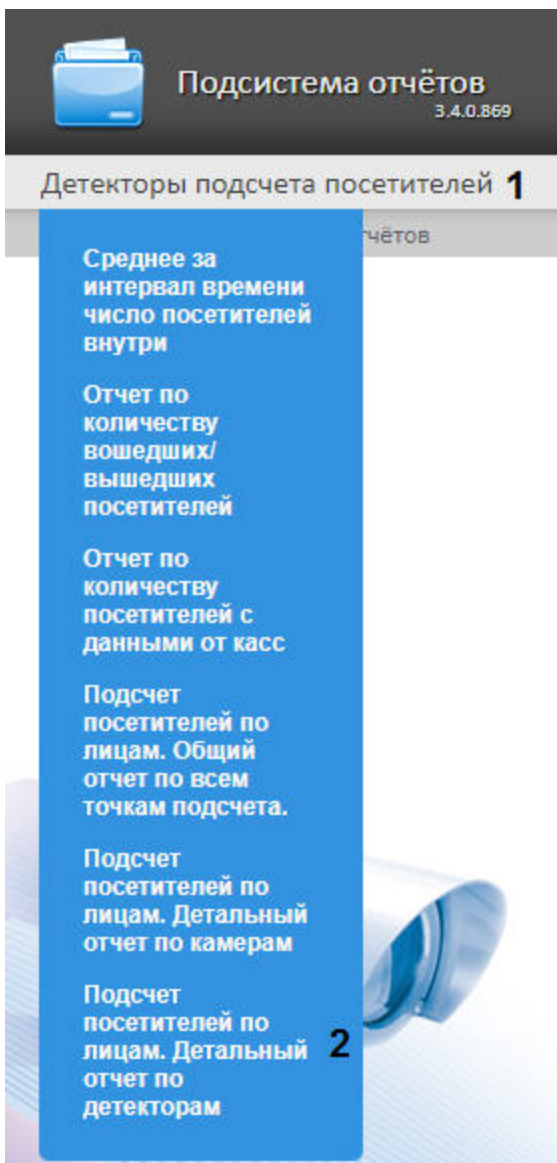 Подсистема отчётов
3.4.0.869
Детекторы подсчета посетителей 1
чётов
Среднее за
интервал времени
число посетителей
внутри
Отчет по
количеству
вошедших/
вышедших
посетителей
Отчет по
количеству
посетителей с
данными от касс
Подсчет
посетителей по
лицам. Общий
отчет по всем
точкам подсчета.
Подсчет
посетителей по
лицам. Детальный
отчет по камерам
Подсчет
посетителей по
лицам. Детальный 2
отчет по
детекторам